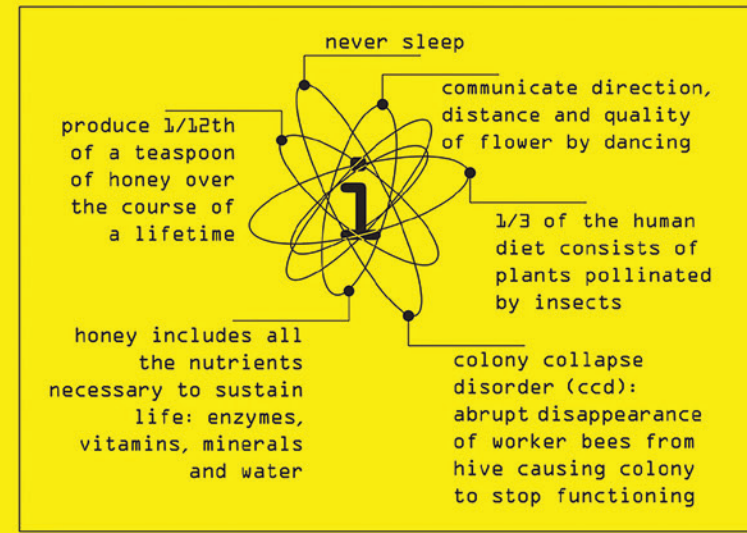 never sleep
communicate direction,
distance and quality
of flower by dancing
produce 1/12th
of a teaspoon
of honey over
the course of
a lifetime
1
1/3 of the human
diet consists of
plants pollinated
by insects
honey includes all
the nutrients
necessary to sustain
life: enzymes,
vitamins, minerals
and water
colony collapse
disorder (ccd):
abrupt disappearance
of worker bees from
hive causing colony
to stop functioning